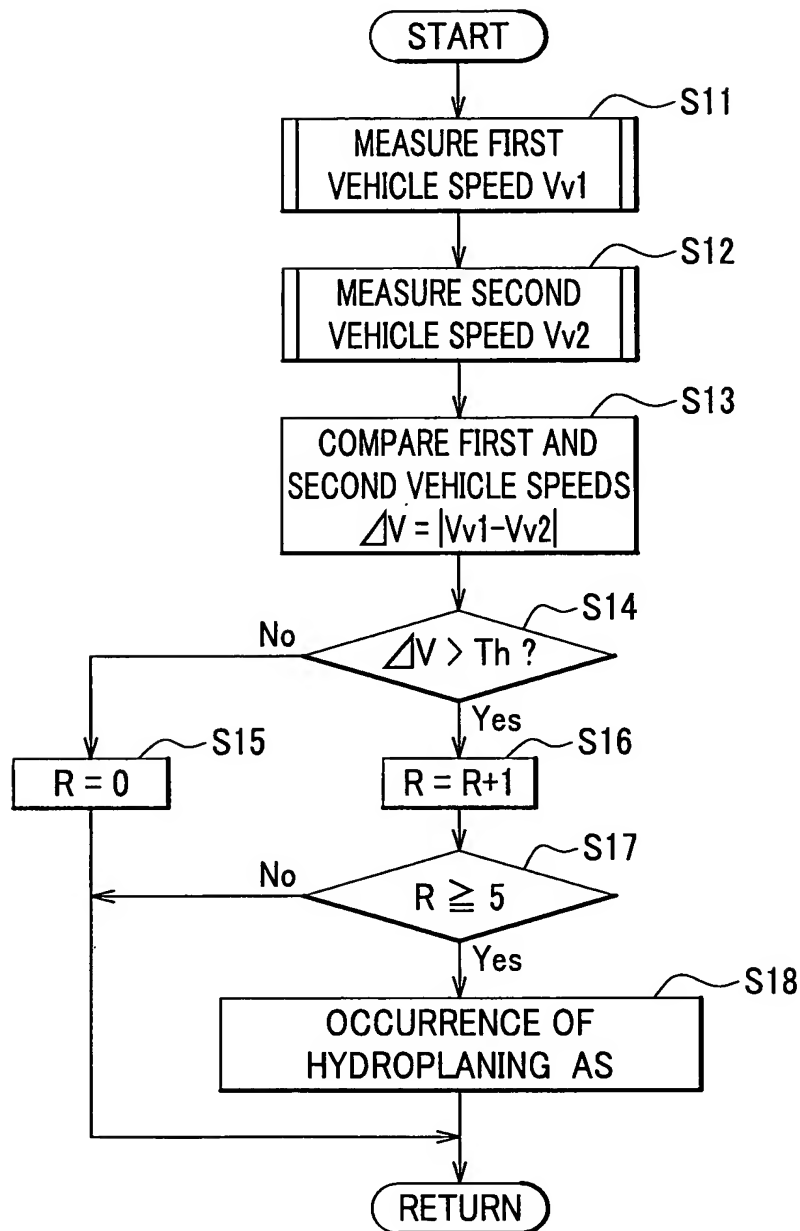 START
S11
MEASURE FIRST
VEHICLE SPEED Vv1
S12
MEASURE SECOND
VEHICLE SPEED Vv2
S13
COMPARE FIRST AND
SECOND VEHICLE SPEEDS
⊿V = |Vv1-Vv2|
S14
No
⊿V > Th ?
Yes
S15
S16
R = 0
R = R+1
S17
No
R ≧ 5
Yes
S18
OCCURRENCE OF
HYDROPLANING AS
RETURN